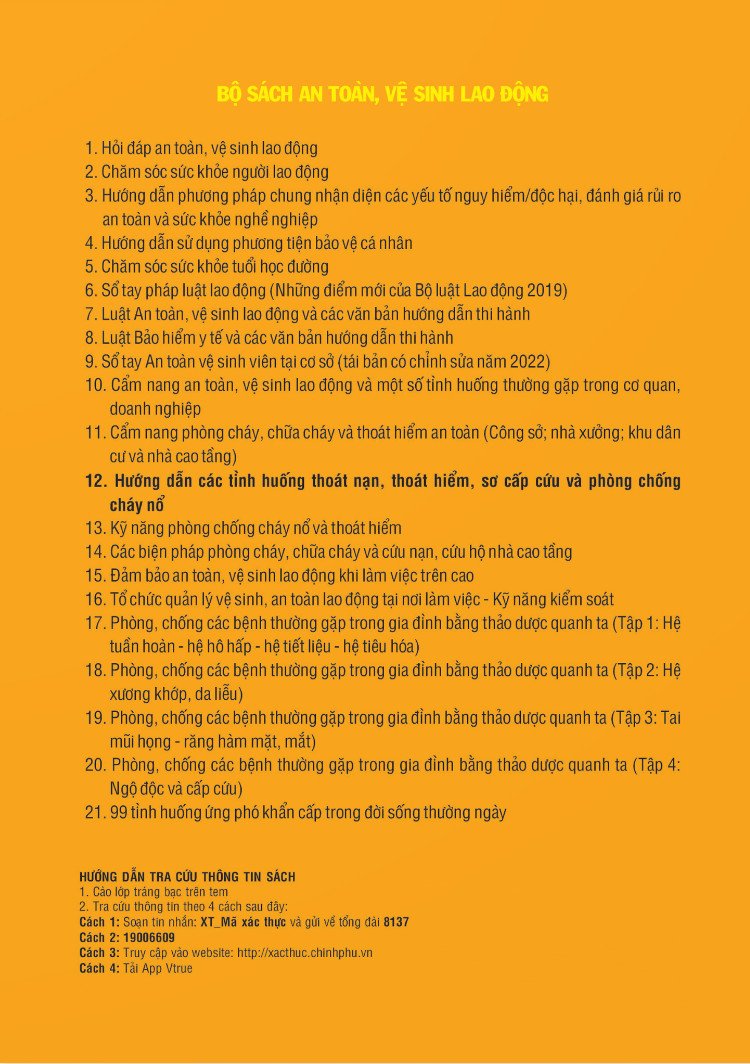 BỘ SÁCH AN TOÀN, VỆ SINH LAO ĐỘNG
1. Hỏi đáp an toàn, vệ sinh lao động
2. Chăm sóc sức khỏe người lao động
3. Hướng dẫn phương pháp chung nhận diện các yếu tố nguy hiểm/độc hại, đánh giá rủi ro
an toàn và sức khỏe nghề nghiệp
4. Hướng dẫn sử dụng phương tiện bảo vệ cá nhân
5. Chăm sóc sức khỏe tuổi học đường
6. Sổ tay pháp luật lao động (Những điểm mới của Bộ luật Lao động 2019)
7. Luật An toàn, vệ sinh lao động và các văn bản hướng dẫn thi hành
8. Luật Bảo hiểm y tế và các văn bản hướng dẫn thi hành
9. Sổ tay An toàn vệ sinh viên tại cơ sở (tái bản có chỉnh sửa năm 2022)
10. Cẩm nang an toàn, vệ sinh lao động và một số tình huống thường gặp trong cơ quan,
doanh nghiệp
11. Cẩm nang phòng cháy, chữa cháy và thoát hiểm an toàn (Công sở; nhà xưởng; khu dân
cư và nhà cao tầng)
12. Hướng dẫn các tình huống thoát nạn, thoát hiểm, sơ cấp cứu và phòng chống
cháy nổ
13. Kỹ năng phòng chống cháy nổ và thoát hiểm
14. Các biện pháp phòng cháy, chữa cháy và cứu nạn, cứu hộ nhà cao tầng
15. Đảm bảo an toàn, vệ sinh lao động khi làm việc trên cao
16. Tổ chức quản lý vệ sinh, an toàn lao động tại nơi làm việc - Kỹ năng kiểm soát
17. Phòng, chống các bệnh thường gặp trong gia đình bằng thảo dược quanh ta (Tập 1: Hệ
tuần hoàn - hệ hô hấp - hệ tiết liệu - hệ tiêu hóa)
18. Phòng, chống các bệnh thường gặp trong gia đình bằng thảo dược quanh ta (Tập 2: Hệ
xương khớp, da liễu)
19. Phòng, chống các bệnh thường gặp trong gia đình bằng thảo dược quanh ta (Tập 3: Tai
mũi họng - răng hàm mặt, mắt)
20. Phòng, chống các bệnh thường gặp trong gia đình bằng thảo dược quanh ta (Tập 4:
Ngộ độc và cấp cứu)
21. 99 tình huống ứng phó khẩn cấp trong đời sống thường ngày
HƯỚNG DẪN TRA CỨU THÔNG TIN SÁCH
1. Cào lớp tráng bạc trên tem
2. Tra cứu thông tin theo 4 cách sau đây:
Cách 1: Soạn tin nhắn: XT_Mã xác thực và gửi về tổng đài 8137
Cách 2: 19006609
Cách 3: Truy cập vào website: http://xacthuc.chinhphu.vn
Cách 4: Tải App Vtrue